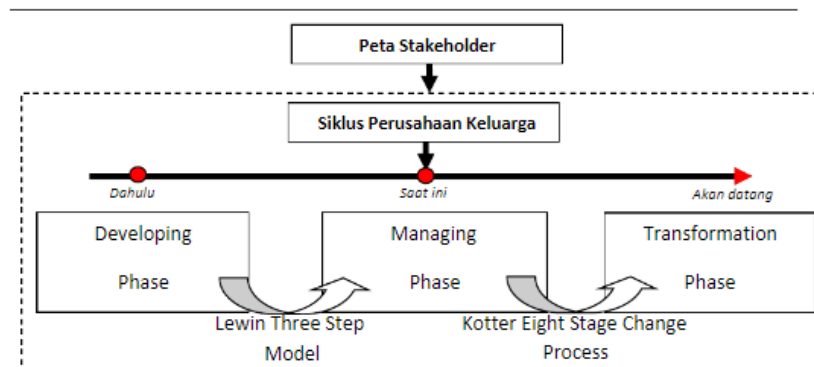 Peta Stakeholder
Siklus Perusahaan Keluarga
Dahulu
Saat ini
Akan datang
Developing
Phase
Managing
Phase
Transformation
Phase
Lewin Three Step
Model
Kotter Eight Stage Change
Process